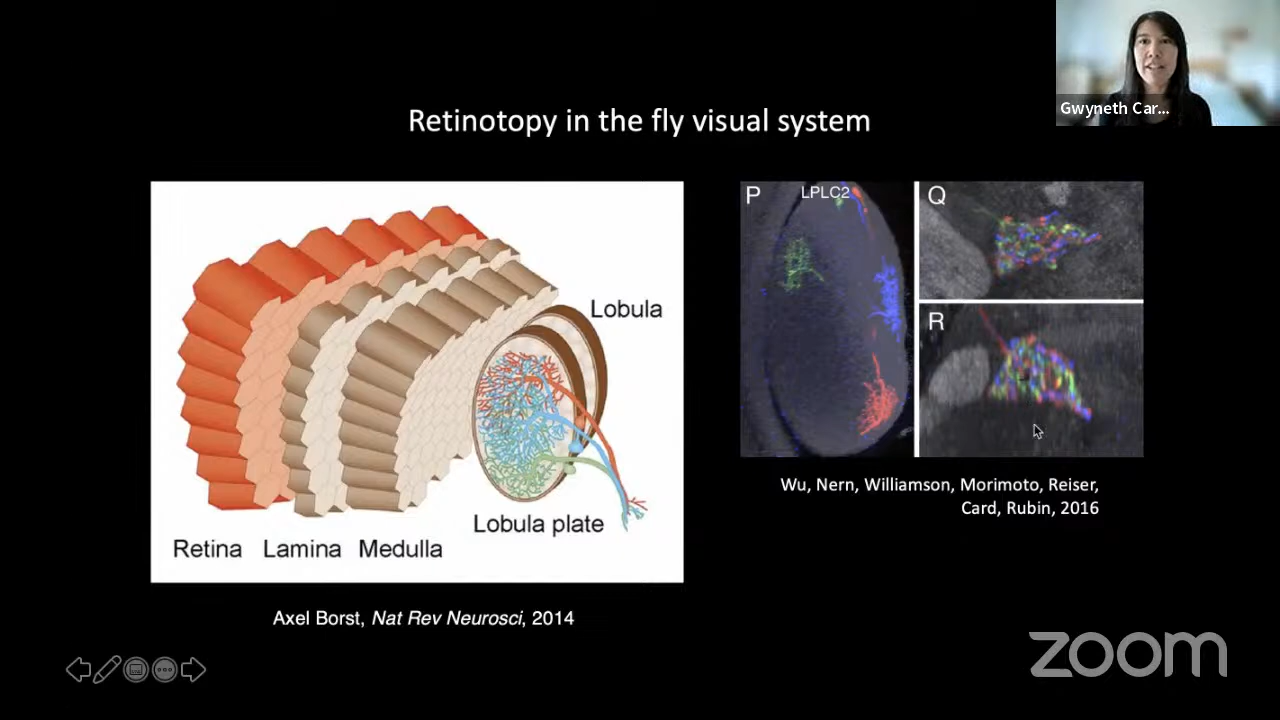 Gwyneth Car...
Retinotopy in the fly visual system
Lobula
Lobula plate
Retina Lamina Medulla
Axel Borst, Nat Rev Neurosci, 2014
P LPLC2
Q
R
Wu, Nern, Williamson, Morimoto, Reiser,
Card, Rubin, 2016
zoom